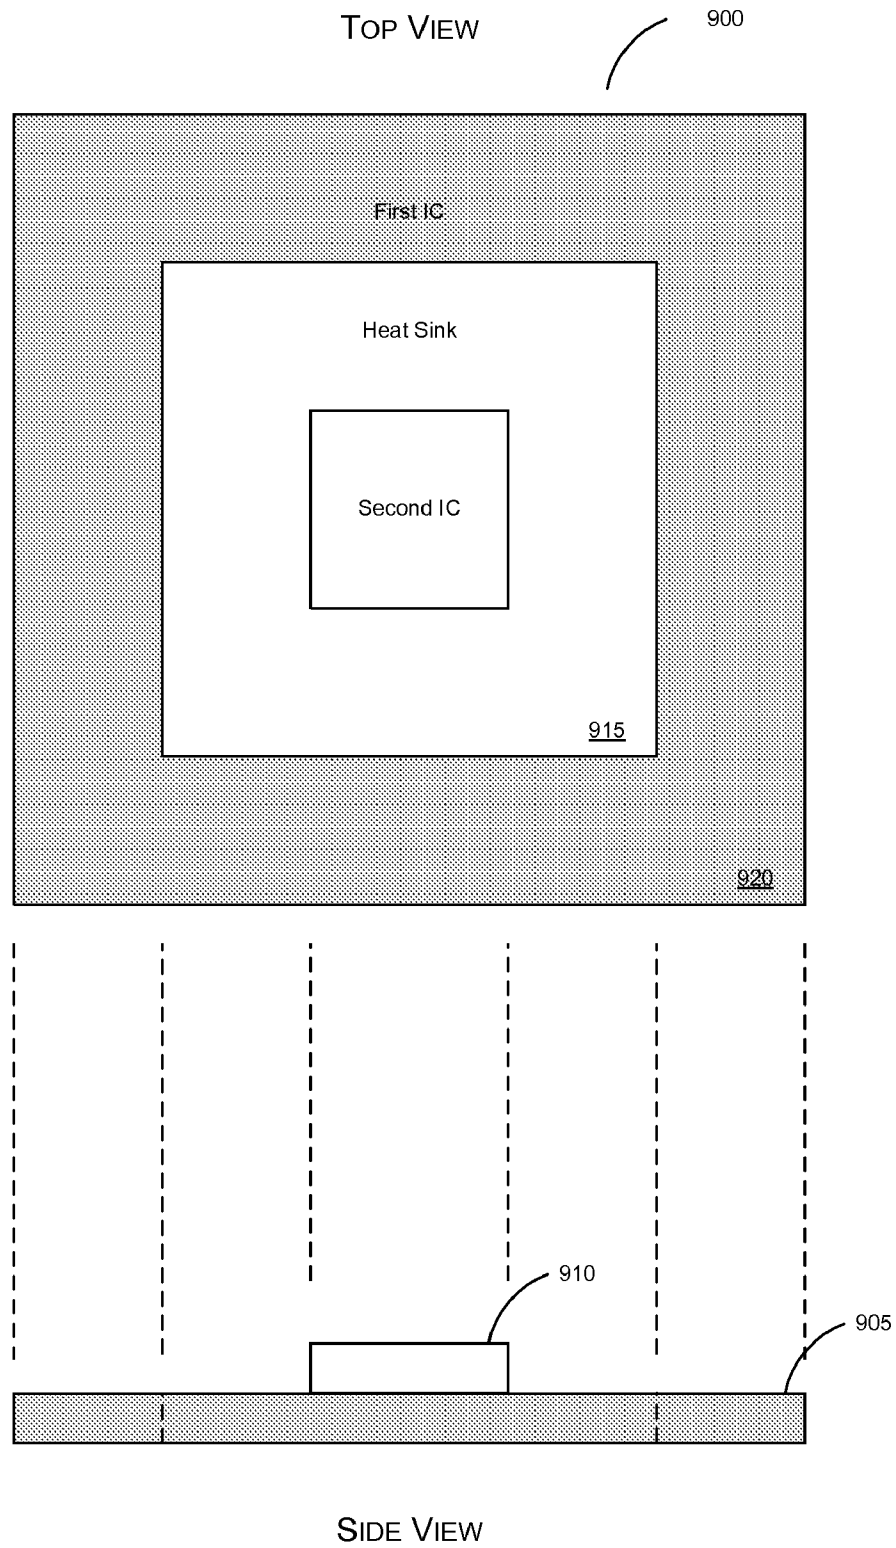 TOP VIEW
900
First IC
Heat Sink
Second IC
915
920
910
905
SIDE VIEW